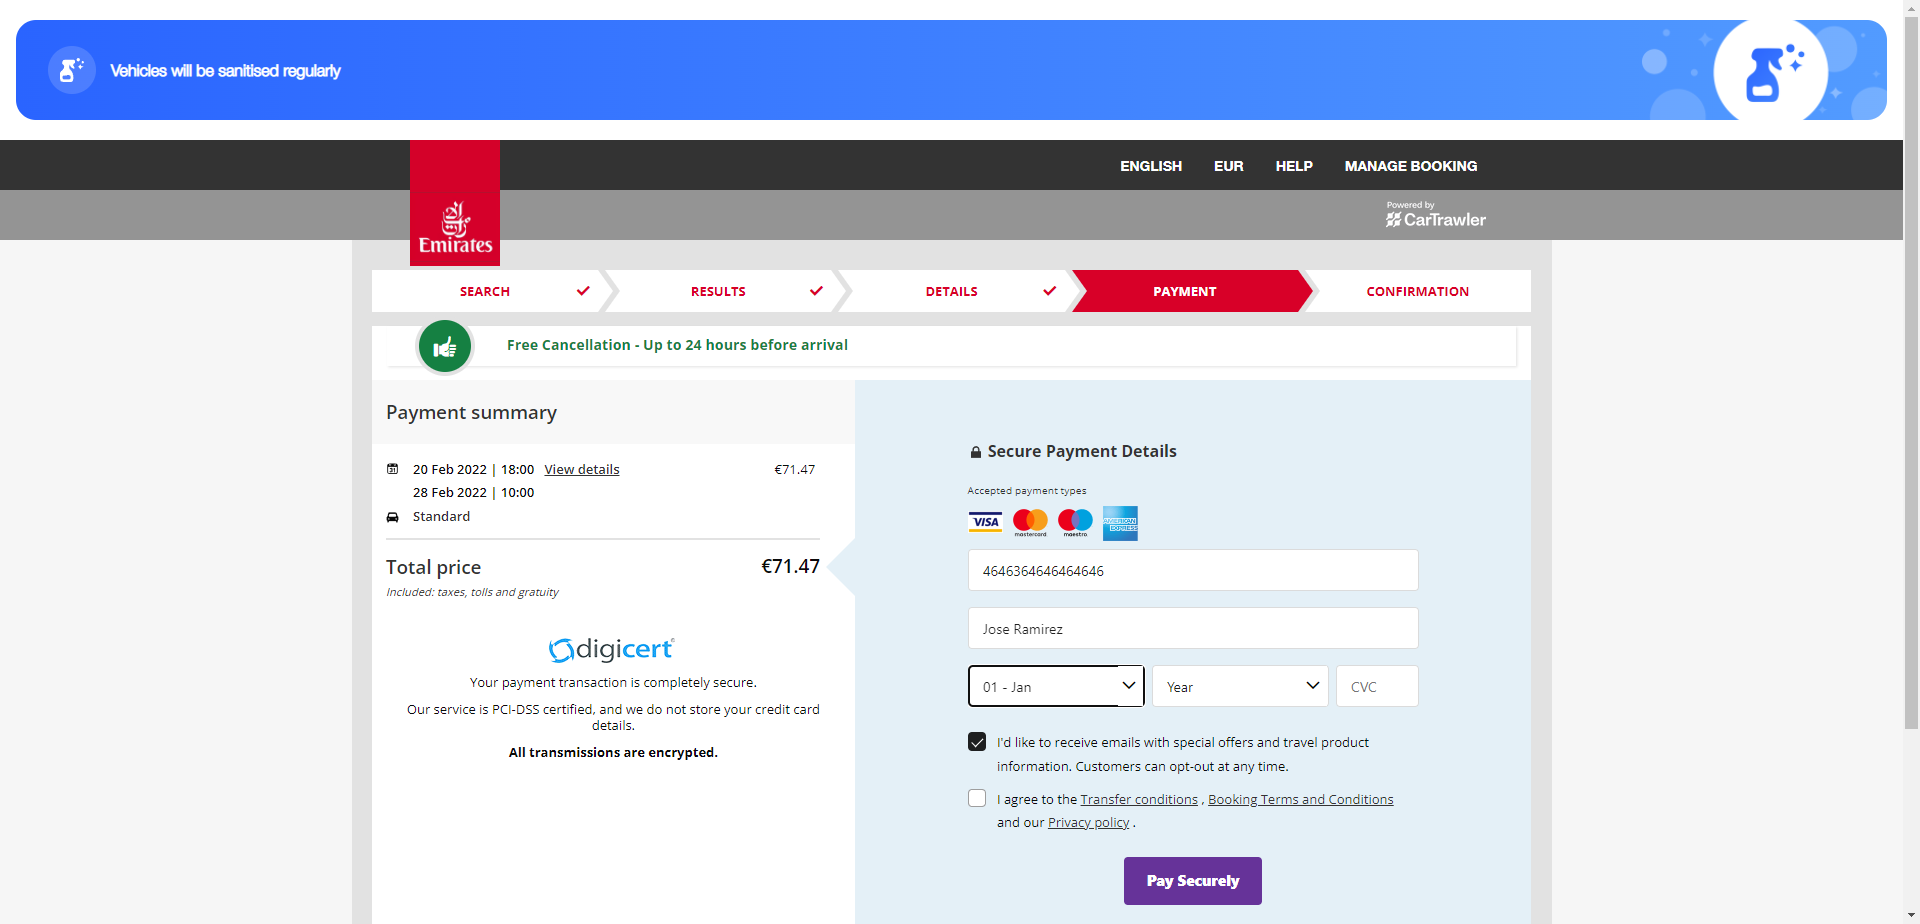 Vehicles will be sanitised regularly
ENGLISH EUR HELP MANAGE BOOKING
Powered by
CarTrawler
Emirates
SEARCH RESULTS DETAILS PAYMENT CONFIRMATION
Free Cancellation - Up to 24 hours before arrival
Payment summary
20 Feb 2022 | 18:00 View details €71.47
28 Feb 2022 | 10:00
Standard
Total price €71.47
Included: taxes, tolls and gratuity
digicert®
Your payment transaction is completely secure.
Our service is PCI-DSS certified, and we do not store your credit card
details.
All transmissions are encrypted.
Secure Payment Details
Accepted payment types
VISA mastercard maestro AMERICAN EXPRESS
4646364646464646
Jose Ramirez
01 - Jan Year CVC
I'd like to receive emails with special offers and travel product
information. Customers can opt-out at any time.
I agree to the Transfer conditions , Booking Terms and Conditions
and our Privacy policy .
Pay Securely